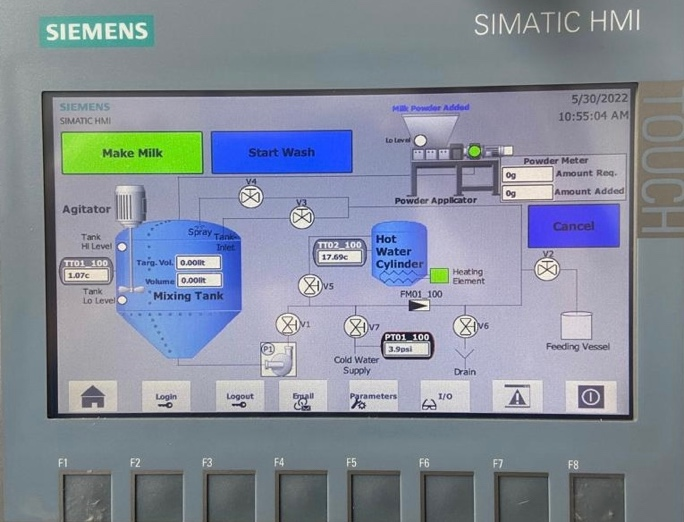 SIEMENS
SIMATIC HMI
TOUCH
SIEMENS
SIMATIC HMI
5/30/2022
10:55:04 AM
Milk Powder Added
Make Milk
Start Wash
Lo Level
Powder Meter
0g Amount Req.
0g Amount Added
Powder Applicator
V4
V3
Agitator
Spray
Tank Inlet
Tank
Hi Level
TT01_100
1.07c
Tank
Lo Level
Targ. Vol. 0.00lit
Volume 0.00lit
Mixing Tank
TT02_100
17.69c
Hot
Water
Cylinder
Heating
Element
Cancel
V2
V5
FM01_100
V1
V7
V6
P1
PT01_100
3.9psi
Cold Water
Supply
Drain
Feeding Vessel
Login
Logout
Email
Parameters
I/O
F1
F2
F3
F4
F5
F6
F7
F8